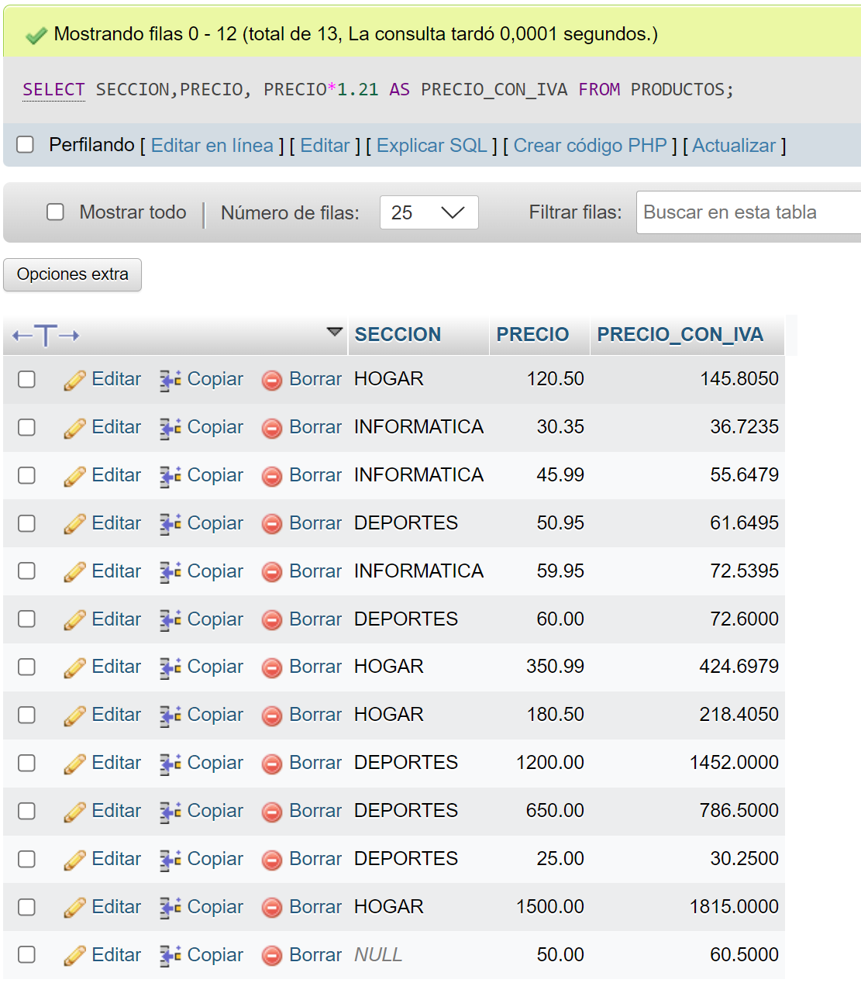 Mostrando filas 0 - 12 (total de 13, La consulta tardó 0,0001 segundos.)
SELECT SECCION,PRECIO, PRECIO*1.21 AS PRECIO_CON_IVA FROM PRODUCTOS;
Perfilando [ Editar en línea ] [ Editar ] [ Explicar SQL ] [ Crear código PHP ] [ Actualizar ]
Mostrar todo | Número de filas: 25 Filtrar filas: Buscar en esta tabla
Opciones extra
←T→ SECCION PRECIO PRECIO_CON_IVA
Editar Copiar Borrar HOGAR 120.50 145.8050
Editar Copiar Borrar INFORMATICA 30.35 36.7235
Editar Copiar Borrar INFORMATICA 45.99 55.6479
Editar Copiar Borrar DEPORTES 50.95 61.6495
Editar Copiar Borrar INFORMATICA 59.95 72.5395
Editar Copiar Borrar DEPORTES 60.00 72.6000
Editar Copiar Borrar HOGAR 350.99 424.6979
Editar Copiar Borrar HOGAR 180.50 218.4050
Editar Copiar Borrar DEPORTES 1200.00 1452.0000
Editar Copiar Borrar DEPORTES 650.00 786.5000
Editar Copiar Borrar DEPORTES 25.00 30.2500
Editar Copiar Borrar HOGAR 1500.00 1815.0000
Editar Copiar Borrar NULL 50.00 60.5000